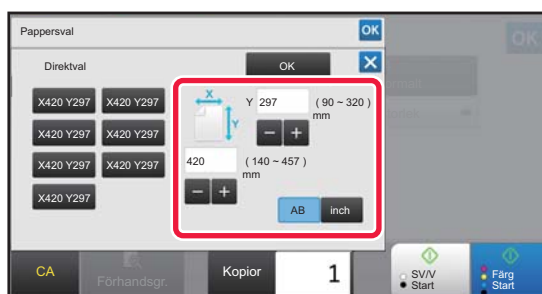 Pappersval
OK
OK
Direktval
OK
X420 Y297
X420 Y297
X
Y
Y
297
( 90 ~ 320 )
mm
X420 Y297
X420 Y297
X420 Y297
X420 Y297
420
( 140 ~ 457 )
mm
X420 Y297
AB
inch
CA
Förhandsgr.
Kopior
1
SV/V
Start
Färg
Start